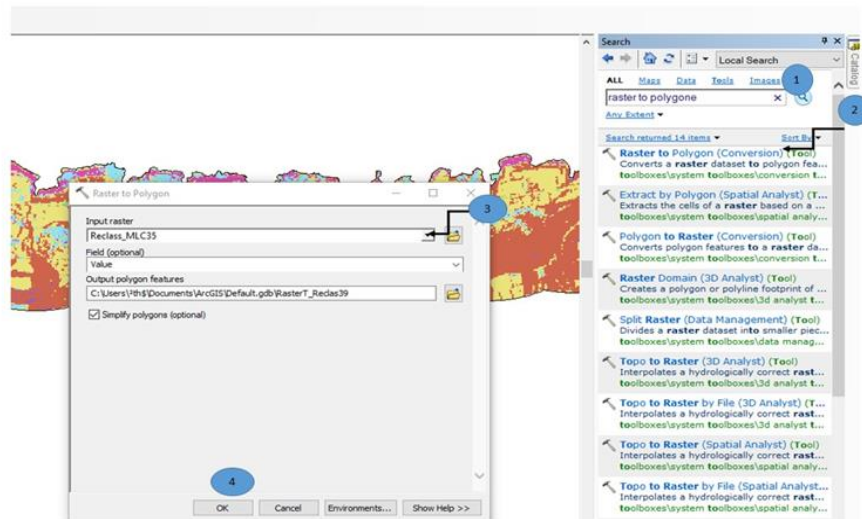 Search
Local Search
Catalog
ALL Maps Data Tools Images
1
raster to polygone
2
Any Extent
Search returned 14 items Sort By
Raster to Polygon (Conversion) (Tool)
Converts a raster dataset to polygon fea...
toolboxes\system toolboxes\conversion t...
Extract by Polygon (Spatial Analyst) (T...
Extracts the cells of a raster based on a ...
toolboxes\system toolboxes\spatial analy...
Polygon to Raster (Conversion) (Tool)
Converts polygon features to a raster da...
toolboxes\system toolboxes\conversion t...
Raster Domain (3D Analyst) (Tool)
Creates a polygon or polyline footprint of ...
toolboxes\system toolboxes\3d analyst t...
Split Raster (Data Management) (Tool)
Divides a raster dataset into smaller piec...
toolboxes\system toolboxes\data manag...
Topo to Raster (3D Analyst) (Tool)
Interpolates a hydrologically correct rast...
toolboxes\system toolboxes\3d analyst t...
Topo to Raster by File (3D Analyst) (T...
Interpolates a hydrologically correct rast...
toolboxes\system toolboxes\3d analyst t...
Topo to Raster (Spatial Analyst) (Tool)
Interpolates a hydrologically correct rast...
toolboxes\system toolboxes\spatial analy...
Topo to Raster by File (Spatial Analyst...
Interpolates a hydrologically correct rast...
toolboxes\system toolboxes\spatial analy...
Raster to Polygon
Input raster
3
Reclass_MLC35
Field (optional)
Value
Output polygon features
C:\Users\²th$\Documents\ArcGIS\Default.gdb\RasterT_Reclas39
Simplify polygons (optional)
4
OK Cancel Environments... Show Help >>